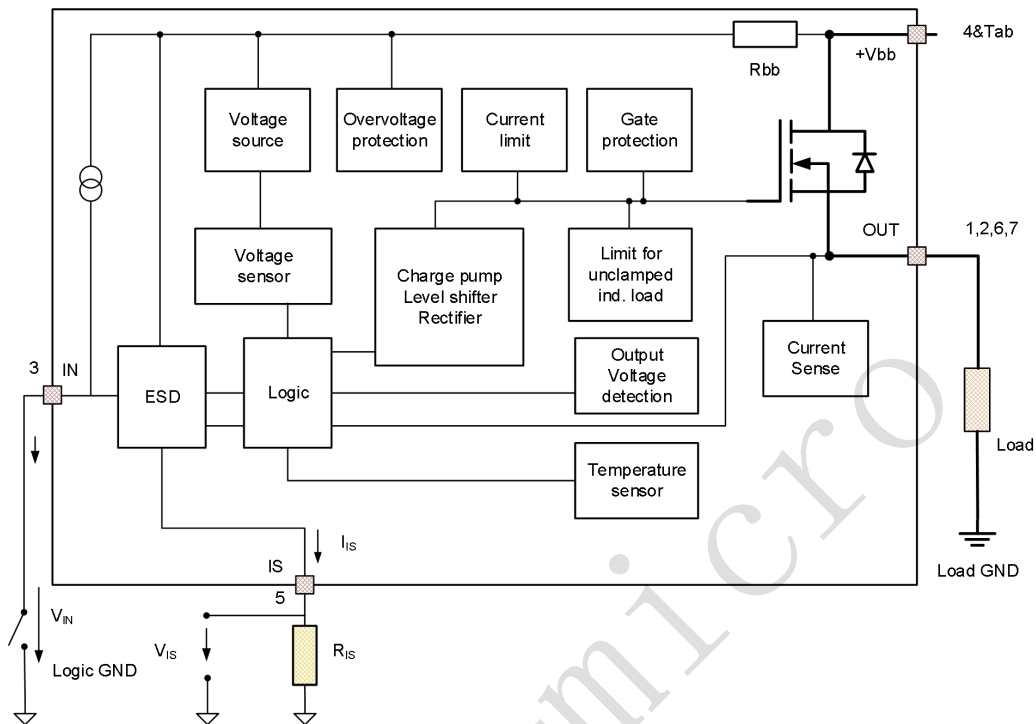 4&Tab
+Vbb
Rbb
Voltage
source
Overvoltage
protection
Current
limit
Gate
protection
OUT
1,2,6,7
Voltage
sensor
Charge pump
Level shifter
Rectifier
Limit for
unclamped
ind. load
3
IN
ESD
Logic
Output
Voltage
detection
Current
Sense
Load
Temperature
sensor
IIS
IS
5
Load GND
VIN
Logic GND
VIS
RIS
micro